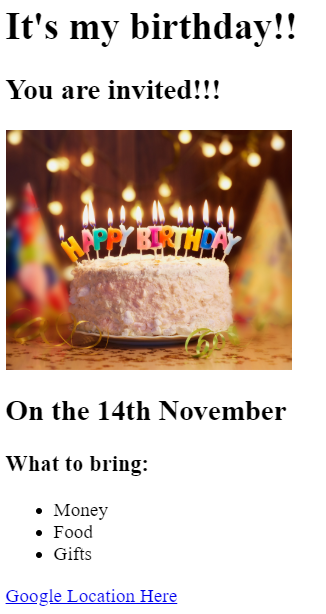 It's my birthday!!
You are invited!!!
HAPPY BIRTHDAY
On the 14th November
What to bring:
Money
Food
Gifts
Google Location Here